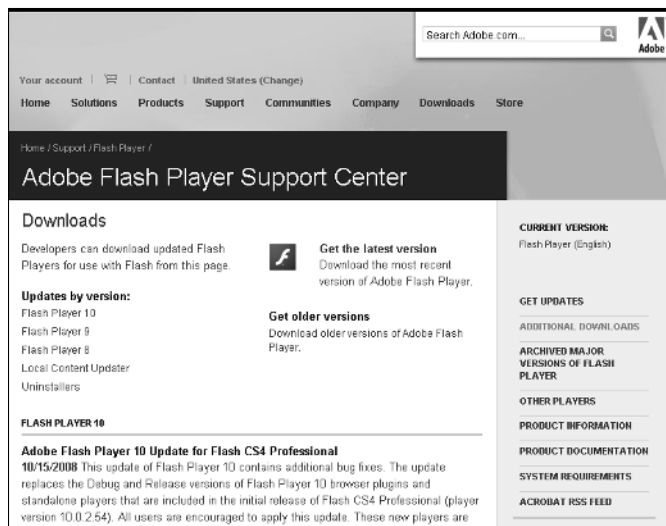 Search Adobe.com...
Adobe
Your account | | Contact | United States (Change)
Home Solutions Products Support Communities Company Downloads Store
Home / Support / Flash Player /
Adobe Flash Player Support Center
Downloads
Developers can download updated Flash
Players for use with Flash from this page.
Updates by version:
Flash Player 10
Flash Player 9
Flash Player 8
Local Content Updater
Uninstallers
Get the latest version
Download the most recent
version of Adobe Flash Player.
Get older versions
Download older versions of Adobe Flash
Player.
FLASH PLAYER 10
Adobe Flash Player 10 Update for Flash CS4 Professional
10/15/2008 This update of Flash Player 10 contains additional bug fixes. The update
replaces the Debug and Release versions of Flash Player 10 browser plugins and
standalone players that are included in the initial release of Flash CS4 Professional (player
version 10.0.2.54). All users are encouraged to apply this update. These new players are
CURRENT VERSION:
Flash Player (English)
GET UPDATES
ADDITIONAL DOWNLOADS
ARCHIVED MAJOR
VERSIONS OF FLASH
PLAYER
OTHER PLAYERS
PRODUCT INFORMATION
PRODUCT DOCUMENTATION
SYSTEM REQUIREMENTS
ACROBAT RSS FEED